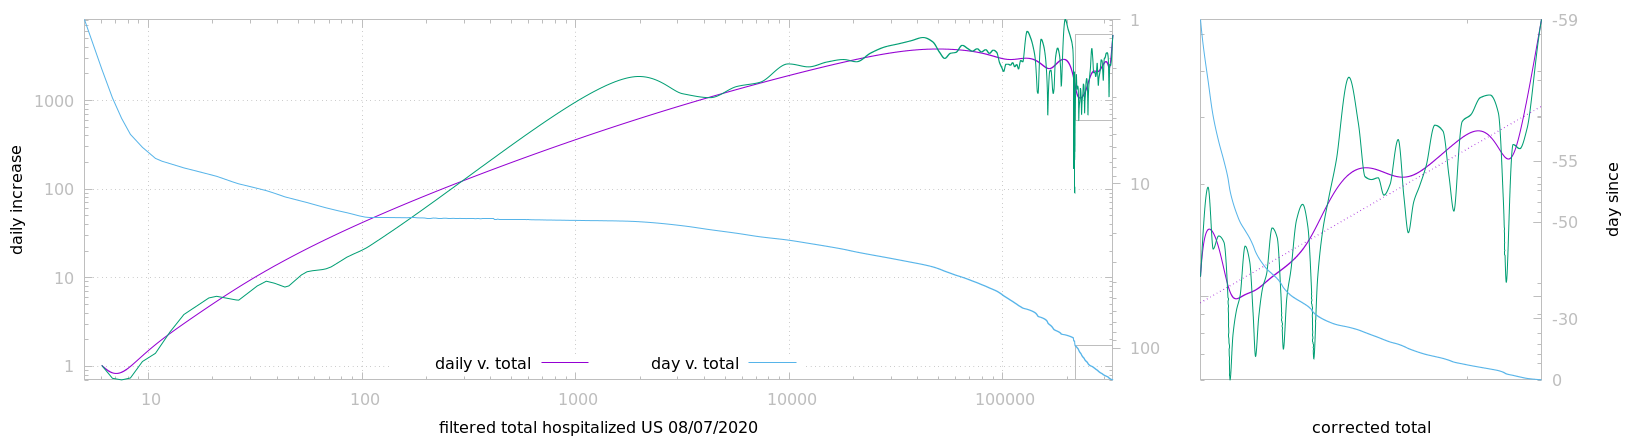 1 -59
1000
daily increase
-55
day since
100 10
-50
10
-30
daily v. total day v. total 100
1 0
10 100 1000 10000 100000
filtered total hospitalized US 08/07/2020 corrected total